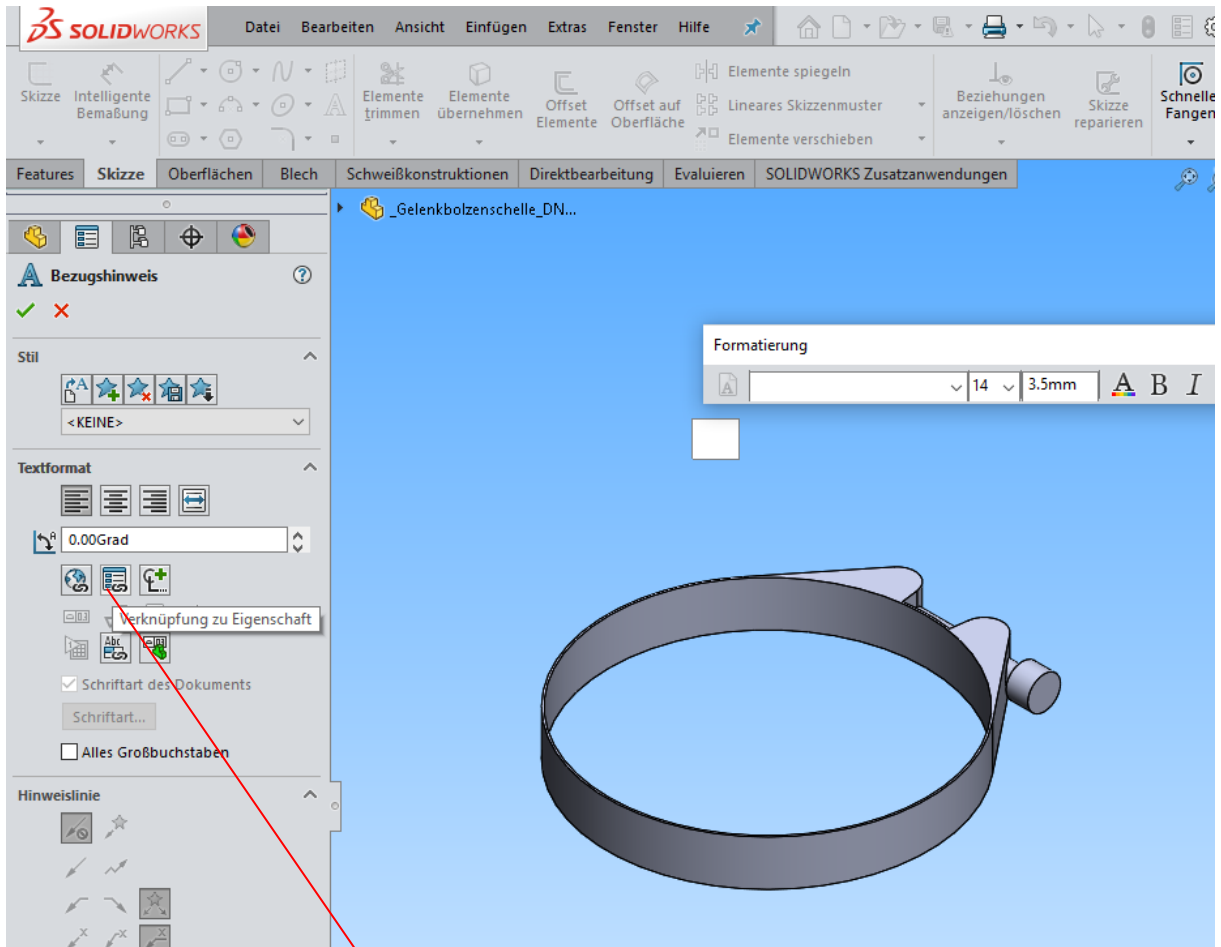 SOLIDWORKS
Datei Bearbeiten Ansicht Einfügen Extras Fenster Hilfe
Skizze
Intelligente
Bemaßung
Elemente
trimmen
Elemente
übernehmen
Offset
Elemente
Offset auf
Oberfläche
Elemente spiegeln
Lineares Skizzenmuster
Elemente verschieben
Beziehungen
anzeigen/löschen
Skizze
reparieren
Schnelle
Fangen
Features Skizze Oberflächen Blech Schweißkonstruktionen Direktbearbeitung Evaluieren SOLIDWORKS Zusatzanwendungen
_Gelenkbolzenschelle_DN...
Bezugshinweis
Formatierung
14 3.5mm A B I
Stil
<KEINE>
Textformat
0.00Grad
Verknüpfung zu Eigenschaft
Schriftart des Dokuments
Schriftart...
Alles Großbuchstaben
Hinweislinie